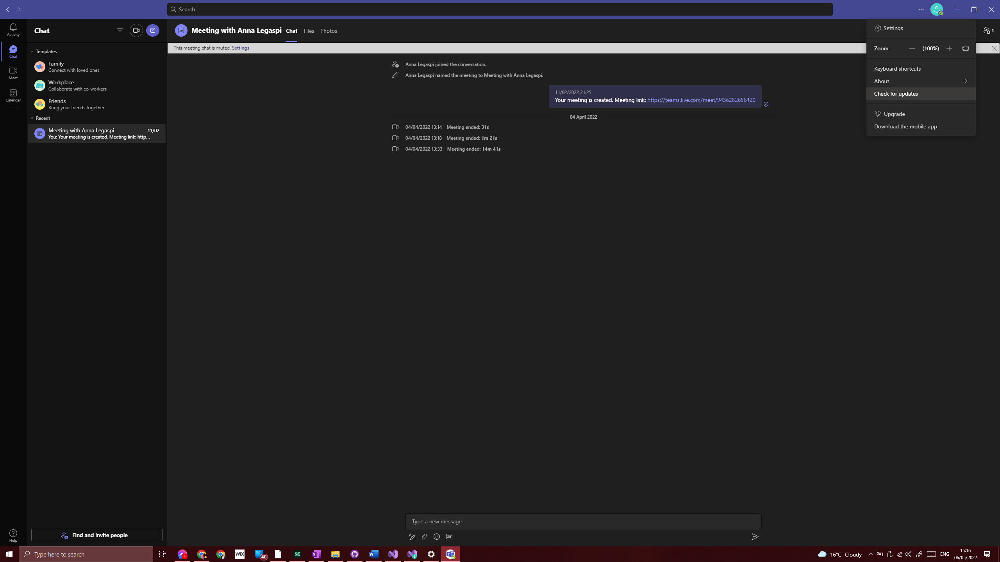 Search
Activity
Chat
Meet
Calendar
Help
Chat
Templates
Family
Connect with loved ones
Workplace
Collaborate with co-workers
Friends
Bring your friends together
Recent
Meeting with Anna Legaspi 11/02
You: Your meeting is created. Meeting link: http...
Find and invite people
Meeting with Anna Legaspi Chat Files Photos
1
This meeting chat is muted. Settings
Anna Legaspi joined the conversation.
Anna Legaspi named the meeting to Meeting with Anna Legaspi.
11/02/2022 21:25
Your meeting is created. Meeting link: https://teams.live.com/meet/9436282656420
04 April 2022
04/04/2022 13:14 Meeting ended: 31s
04/04/2022 13:18 Meeting ended: 1m 21s
04/04/2022 13:33 Meeting ended: 14m 41s
Type a new message
GIF
Settings
Zoom (100%)
Keyboard shortcuts
About
Check for updates
Upgrade
Download the mobile app
Type here to search
2
WIX
40
N
W
T
16°C Cloudy
ENG
15:16
06/05/2022